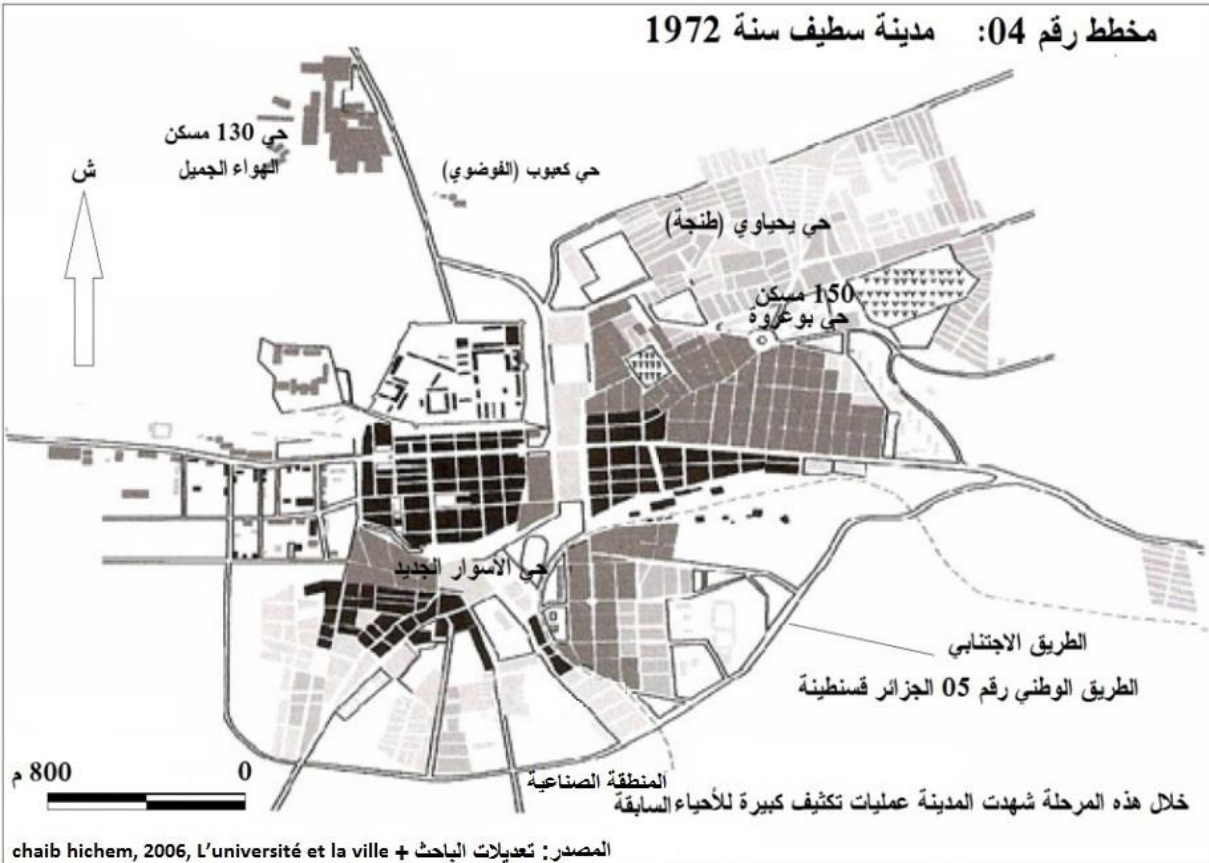 مخطط رقم 04: مدينة سطيف سنة 1972
حي 130 مسكن
الهواء الجميل
حي كعبوب (الفوضوي)
ش
حي يحياوي (طنجة)
150 مسكن
حي بوعروة
حي الأسوار الجديد
الطريق الاجتنابي
الطريق الوطني رقم 05 الجزائر قسنطينة
المنطقة الصناعية
0 800 م
خلال هذه المرحلة شهدت المدينة عمليات تكثيف كبيرة للأحياء السابقة
المصدر: تعديلات الباحث + chaib hichem, 2006, L'université et la ville